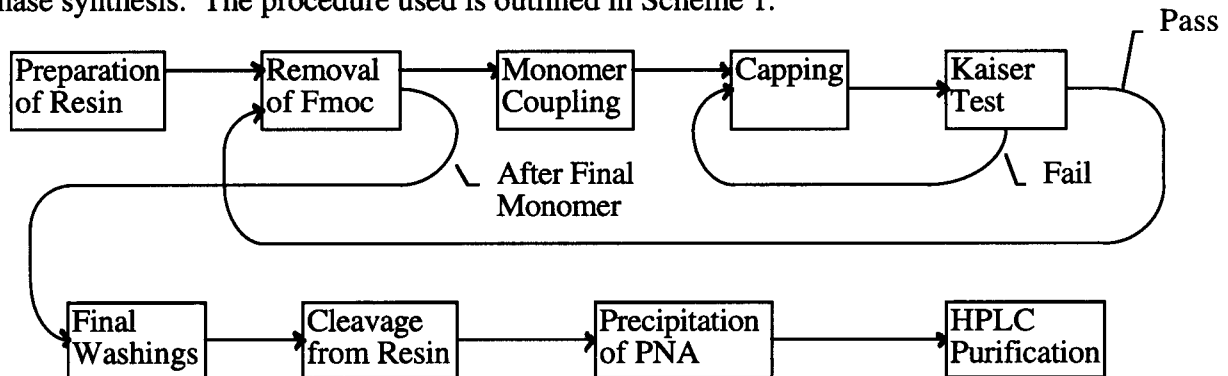 hase synthesis. The procedure used is outlined in Scheme 1.
Pass
Preparation
of Resin
Removal
of Fmoc
Monomer
Coupling
Capping
Kaiser
Test
After Final
Monomer
Fail
Final
Washings
Cleavage
from Resin
Precipitation
of PNA
HPLC
Purification